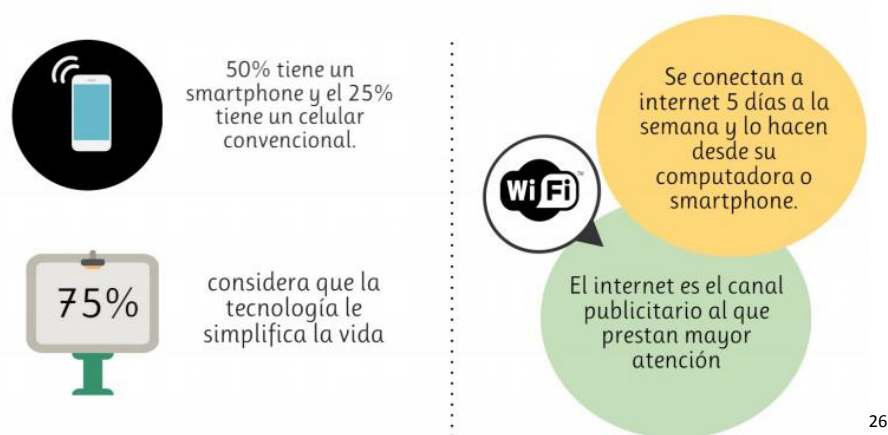 50% tiene un
smartphone y el 25%
tiene un celular
convencional.
75%
considera que la
tecnología le
simplifica la vida
Se conectan a
internet 5 días a la
semana y lo hacen
desde su
computadora o
smartphone.
WiFi™
El internet es el canal
publicitario al que
prestan mayor
atención
26